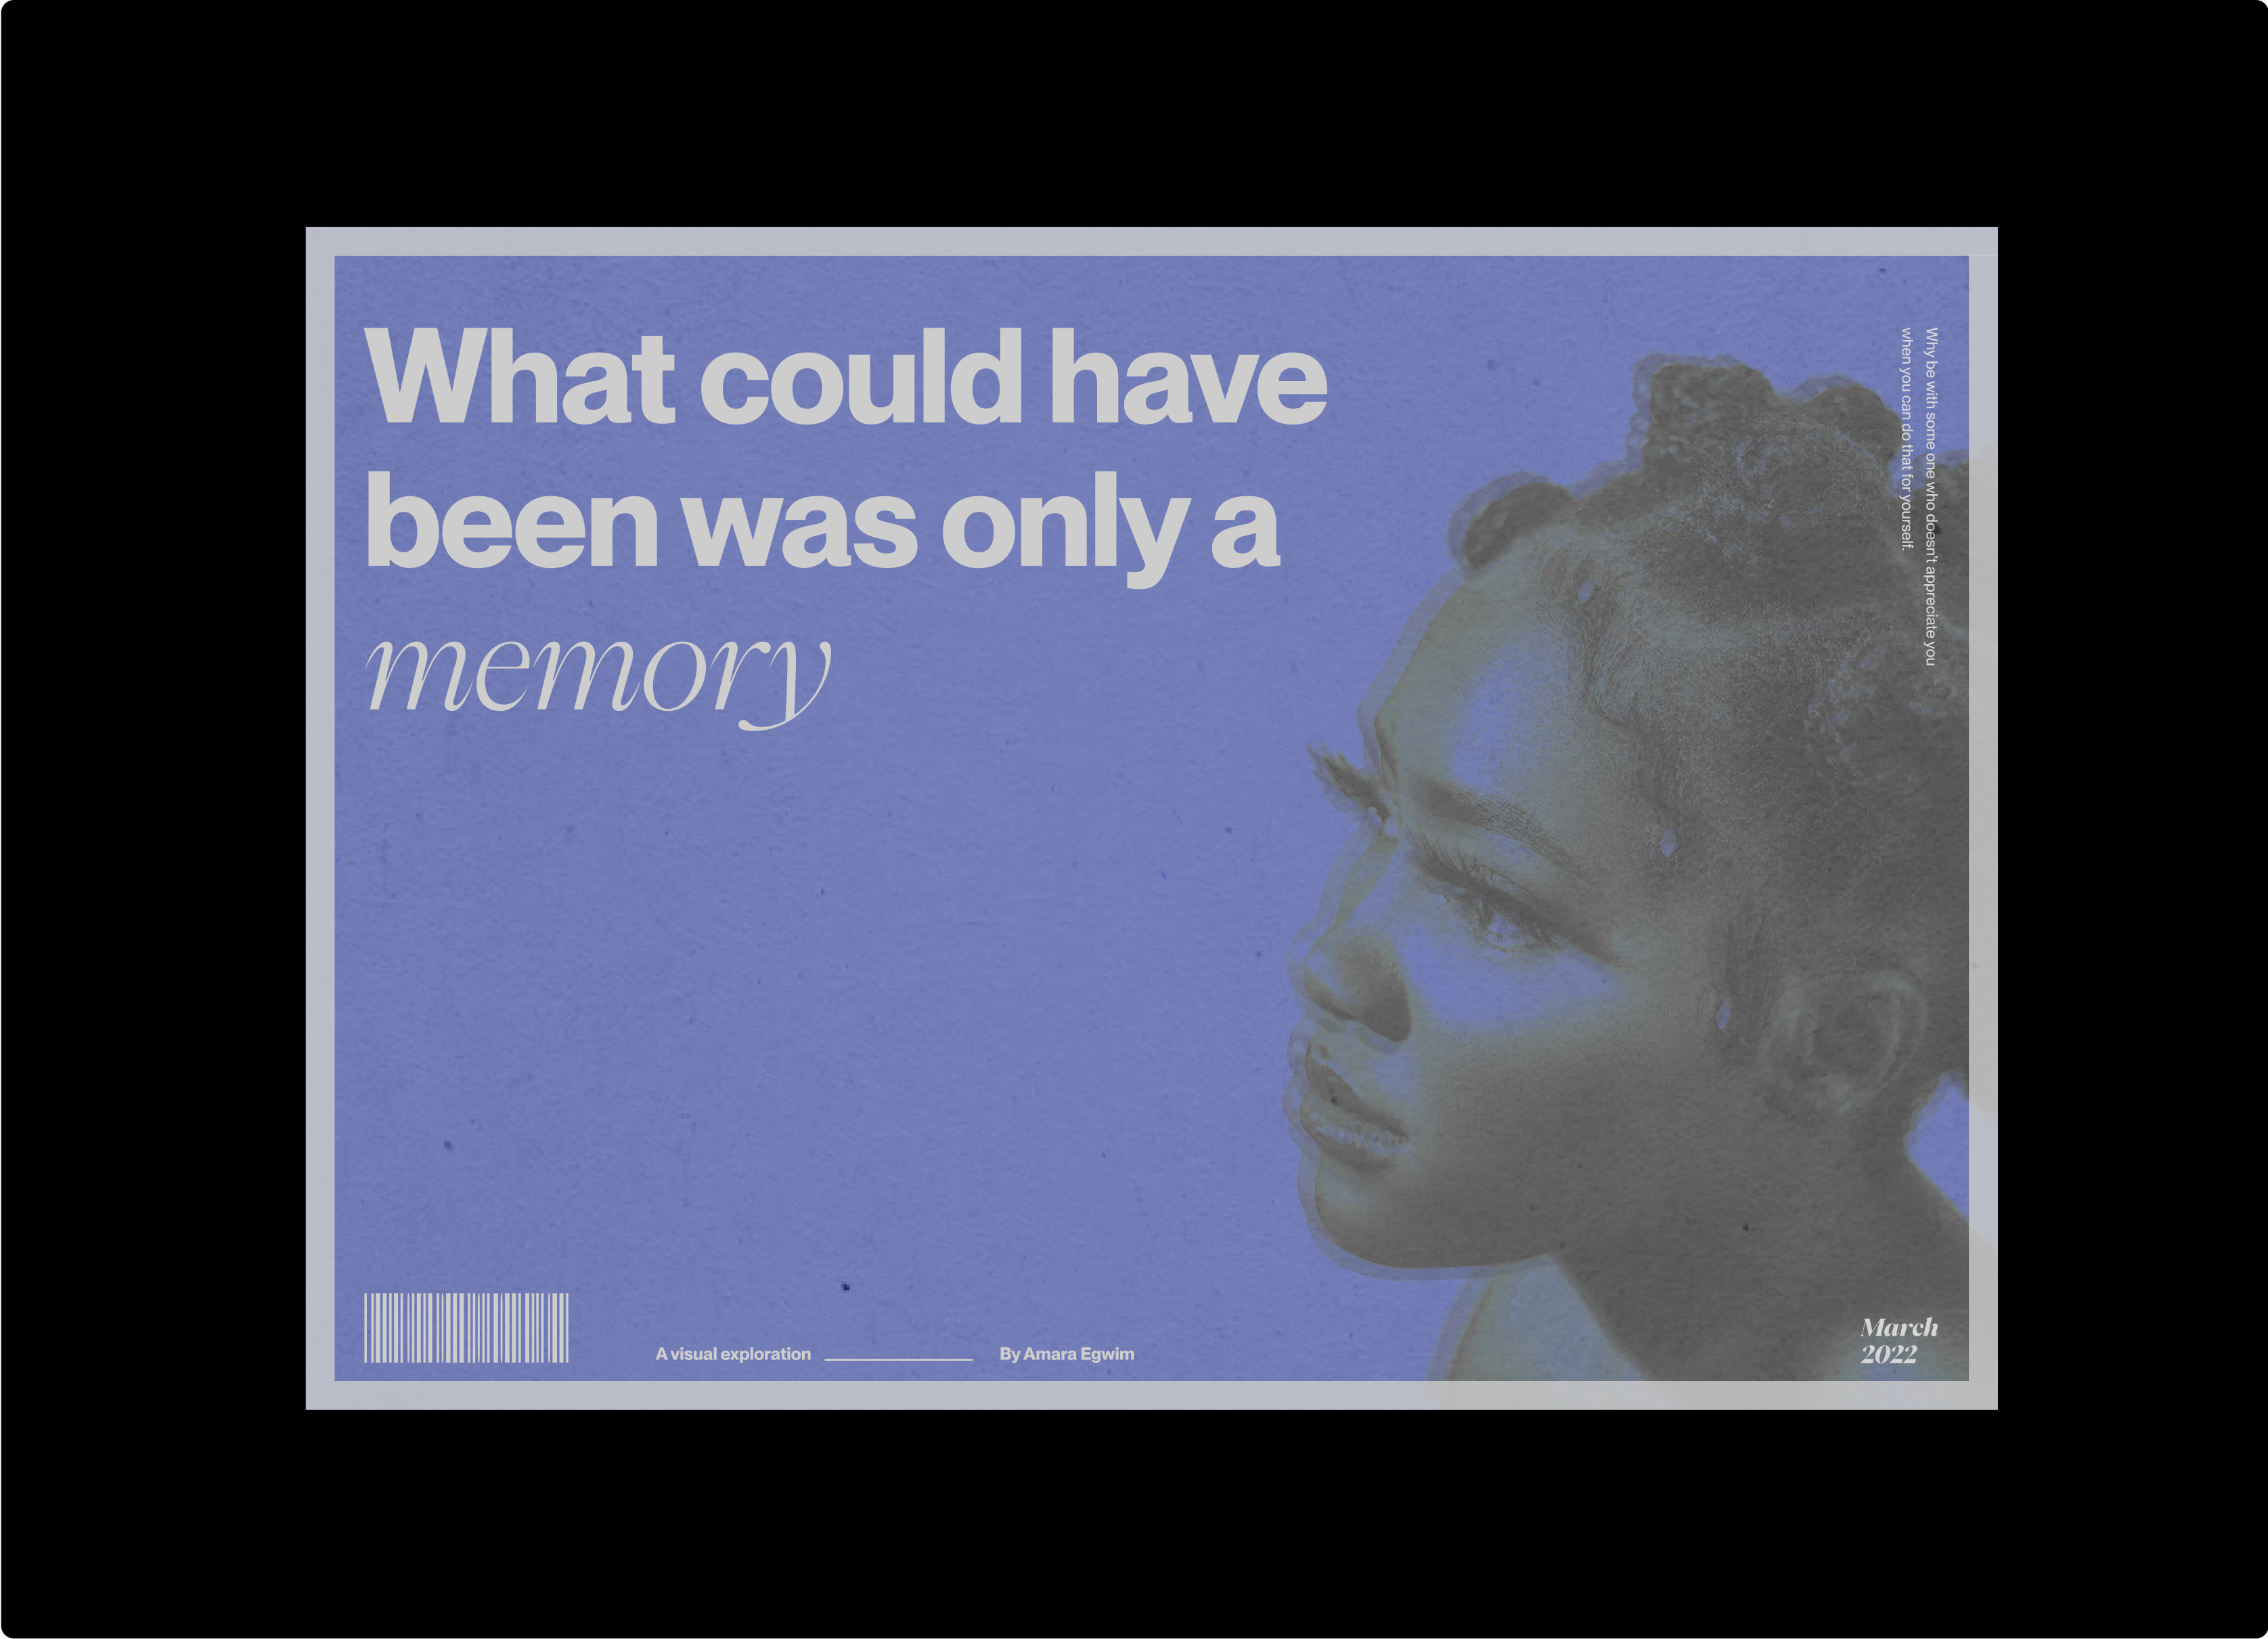 What could have
been was only a
memory
Why be with some one who doesn't appreciate you
when you can do that for yourself.
A visual exploration
By Amara Egwim
March
2022